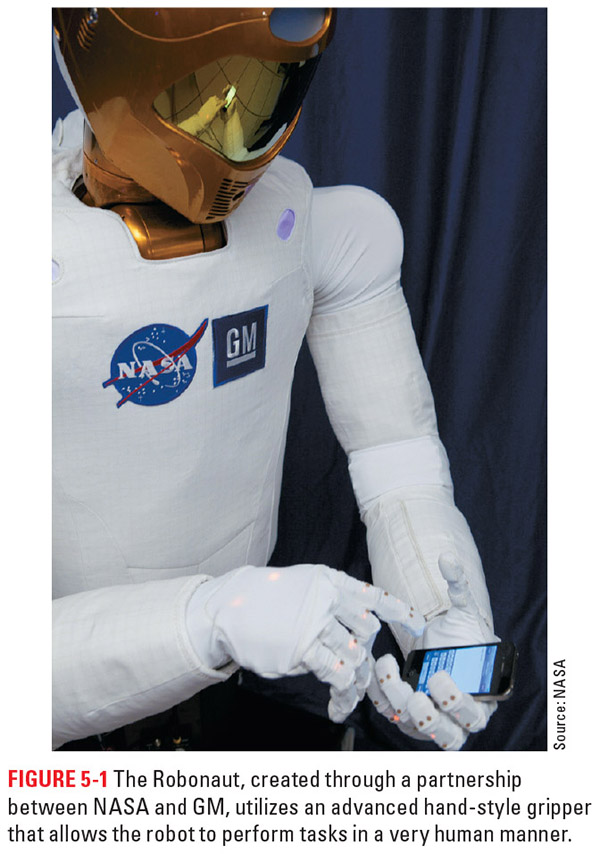 NASA
GM
Source: NASA
FIGURE 5-1 The Robonaut, created through a partnership
between NASA and GM, utilizes an advanced hand-style gripper
that allows the robot to perform tasks in a very human manner.